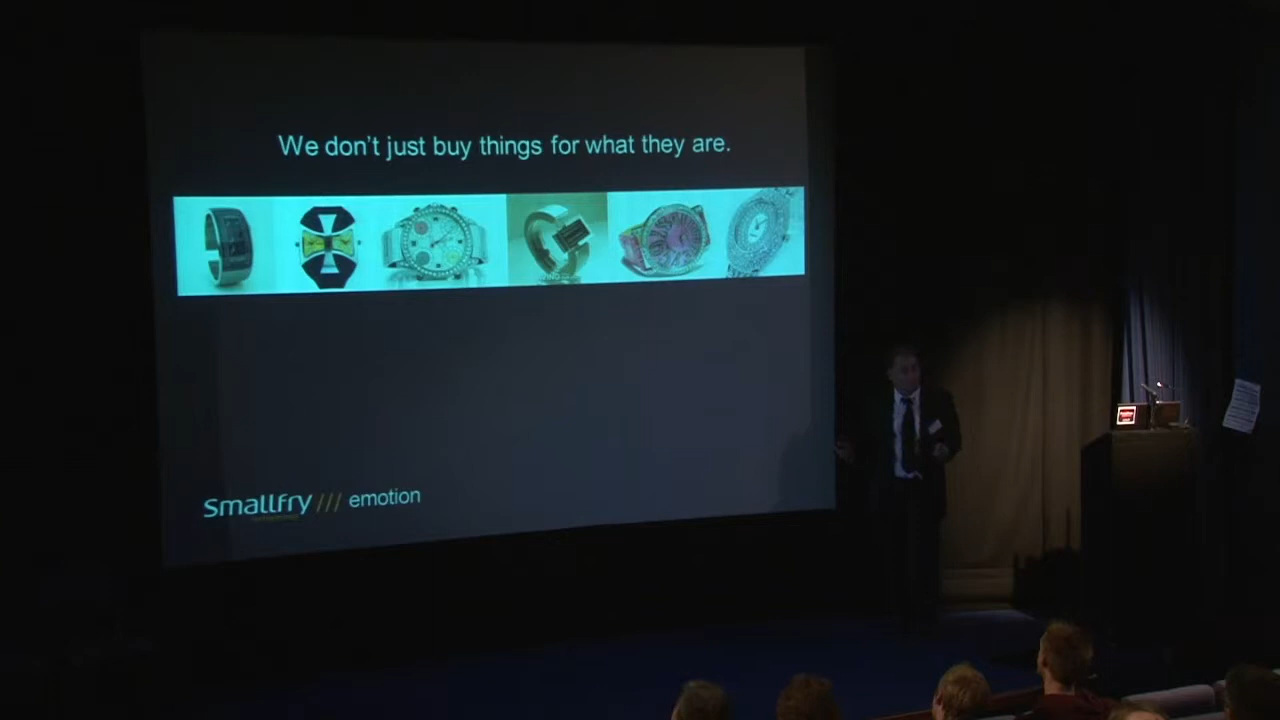 We don't just buy things for what they are.
smallfry /// emotion